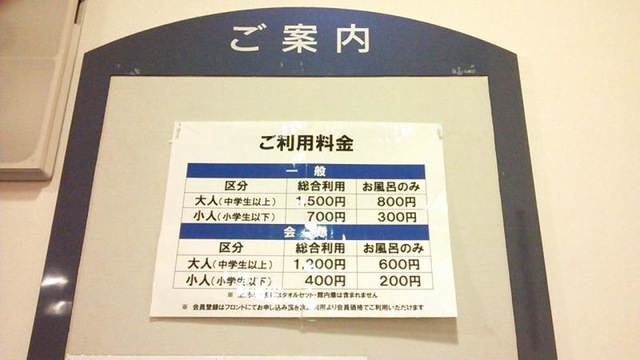 ご案内
ご利用料金
一 般
区分 総合利用 お風呂のみ
大人(中学生以上) 1,500円 800円
小人(小学生以下) 700円 300円
会
区分 総合利用 お風呂のみ
大人(中学生以上) 1,200円 600円
小人(小学生以下) 400円 200円
※ タオルセット・館内着は含まれません
※ 会員登録はフロントにてお申し込み頂き次回利用より会員価格でご利用いただけます